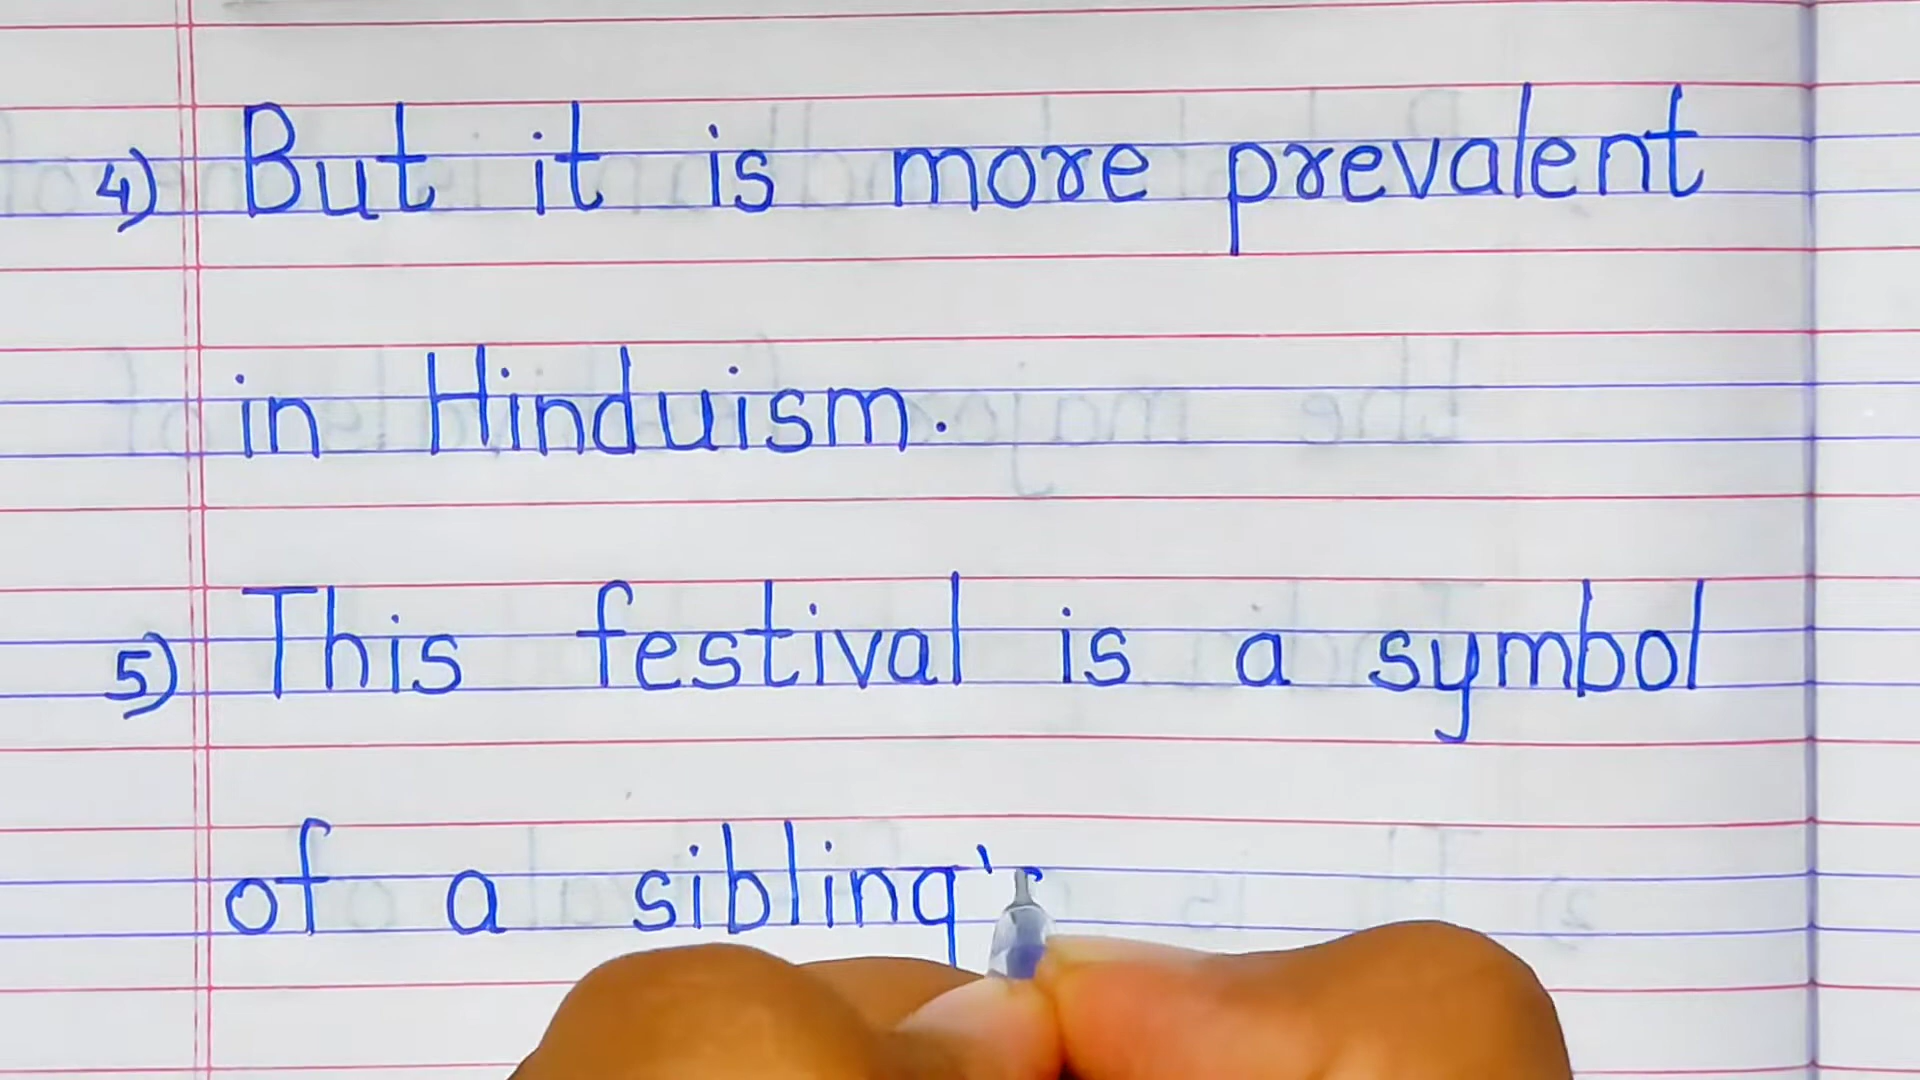 4) But it is more prevalent
in Hinduism.
5) This festival is a symbol
of a sibling's